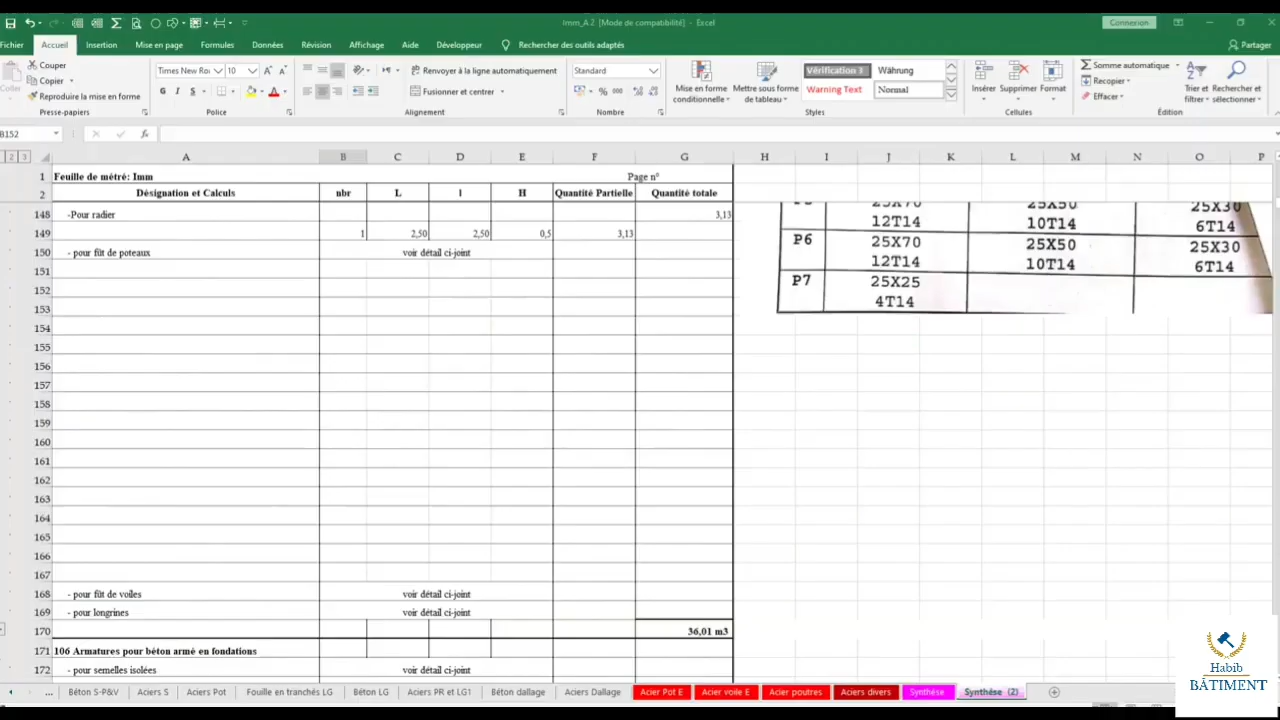 Imm_A 2 [Mode de compatibilité] - Excel
Connexion
Fichier Accueil Insertion Mise en page Formules Données Révision Affichage Aide Développeur Rechercher des outils adaptés Partager
Couper
Copier
Reproduire la mise en forme
Presse-papiers
Coller
Times New Ro 10
G I S
Police
Renvoyer à la ligne automatiquement
Fusionner et centrer
Alignement
Standard
% 000
Nombre
Mise en forme conditionnelle
Mettre sous forme de tableau
Vérification 3 Währung
Warning Text Normal
Styles
Insérer Supprimer Format
Cellules
Somme automatique
Recopier
Effacer
Trier et filtrer
Rechercher et sélectionner
Édition
B152 fx
2 3 A B C D E F G H I J K L M N O P
1 Feuille de métré: Imm Page n°
2 Désignation et Calculs nbr L l H Quantité Partielle Quantité totale
148 -Pour radier 3,13
149 1 2,50 2,50 0,5 3,13
150 - pour fût de poteaux voir détail ci-joint
151
152
153
154
155
156
157
158
159
160
161
162
163
164
165
166
167
168 - pour fût de voiles voir détail ci-joint
169 - pour longrines voir détail ci-joint
170 36,01 m3
171 106 Armatures pour béton armé en fondations
172 - pour semelles isolées voir détail ci-joint
25X70 25X50 25X30
12T14 10T14 6T14
P6 25X70 25X50 25X30
12T14 10T14 6T14
P7 25X25
4T14
... Béton S-P&V Aciers S Aciers Pot Fouille en tranchés LG Béton LG Aciers PR et LG1 Béton dallage Aciers Dallage Acier Pot E Acier voile E Acier poutres Aciers divers Synthèse Synthèse (2)
Habib
BÂTIMENT